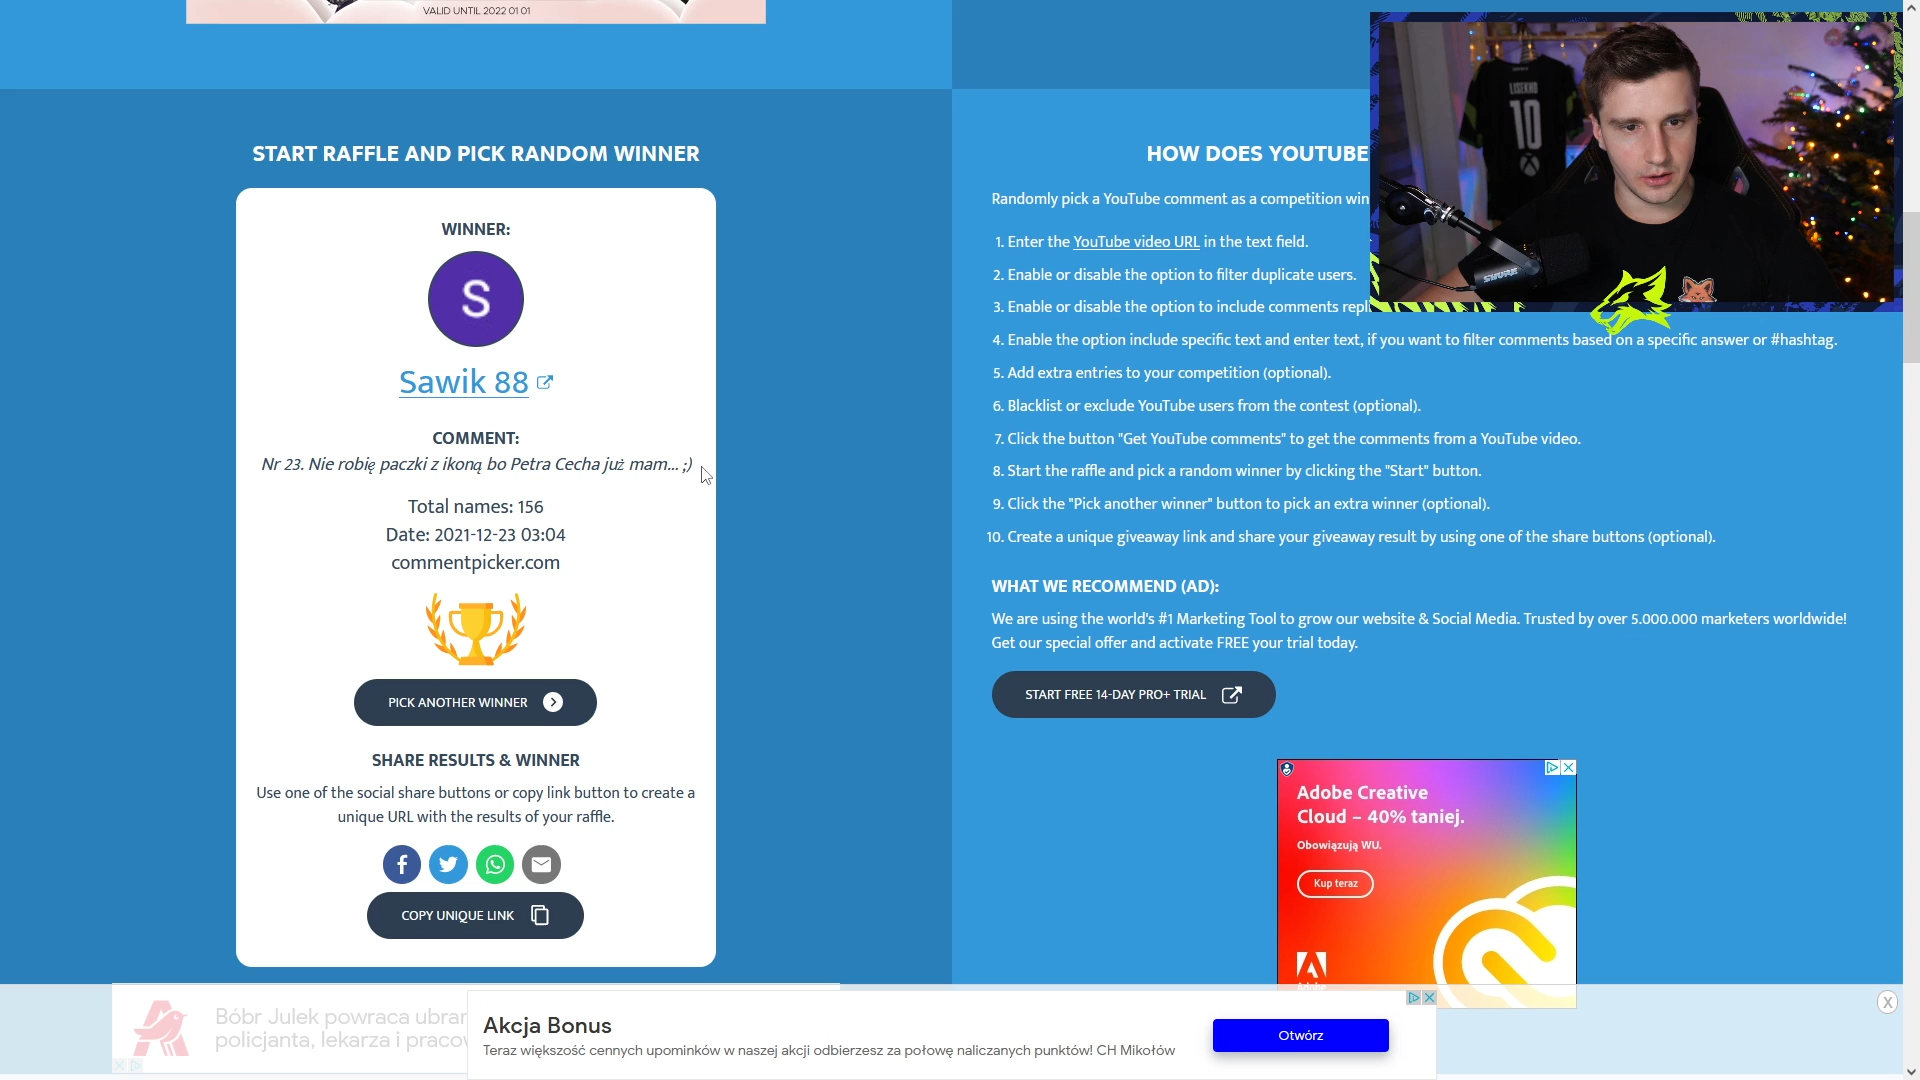 VALID UNTIL 2022 01 01
START RAFFLE AND PICK RANDOM WINNER
WINNER:
S
Sawik 88
COMMENT:
Nr 23. Nie robię paczki z ikoną bo Petra Cecha już mam... ;)
Total names: 156
Date: 2021-12-23 03:04
commentpicker.com
PICK ANOTHER WINNER
SHARE RESULTS & WINNER
Use one of the social share buttons or copy link button to create a
unique URL with the results of your raffle.
COPY UNIQUE LINK
HOW DOES YOUTUBE
Randomly pick a YouTube comment as a competition win
1. Enter the YouTube video URL in the text field.
2. Enable or disable the option to filter duplicate users.
3. Enable or disable the option to include comments repl
4. Enable the option include specific text and enter text, if you want to filter comments based on a specific answer or #hashtag.
5. Add extra entries to your competition (optional).
6. Blacklist or exclude YouTube users from the contest (optional).
7. Click the button "Get YouTube comments" to get the comments from a YouTube video.
8. Start the raffle and pick a random winner by clicking the "Start" button.
9. Click the "Pick another winner" button to pick an extra winner (optional).
10. Create a unique giveaway link and share your giveaway result by using one of the share buttons (optional).
WHAT WE RECOMMEND (AD):
We are using the world's #1 Marketing Tool to grow our website & Social Media. Trusted by over 5.000.000 marketers worldwide!
Get our special offer and activate FREE your trial today.
START FREE 14-DAY PRO+ TRIAL
LISEKHD
10
SHURE
Adobe Creative
Cloud – 40% taniej.
Obowiązują WU.
Kup teraz
Adobe
Bóbr Julek powraca ubrar
policjanta, lekarza i pracow
Akcja Bonus
Teraz większość cennych upominków w naszej akcji odbierzesz za połowę naliczanych punktów! CH Mikołów
Otwórz
X